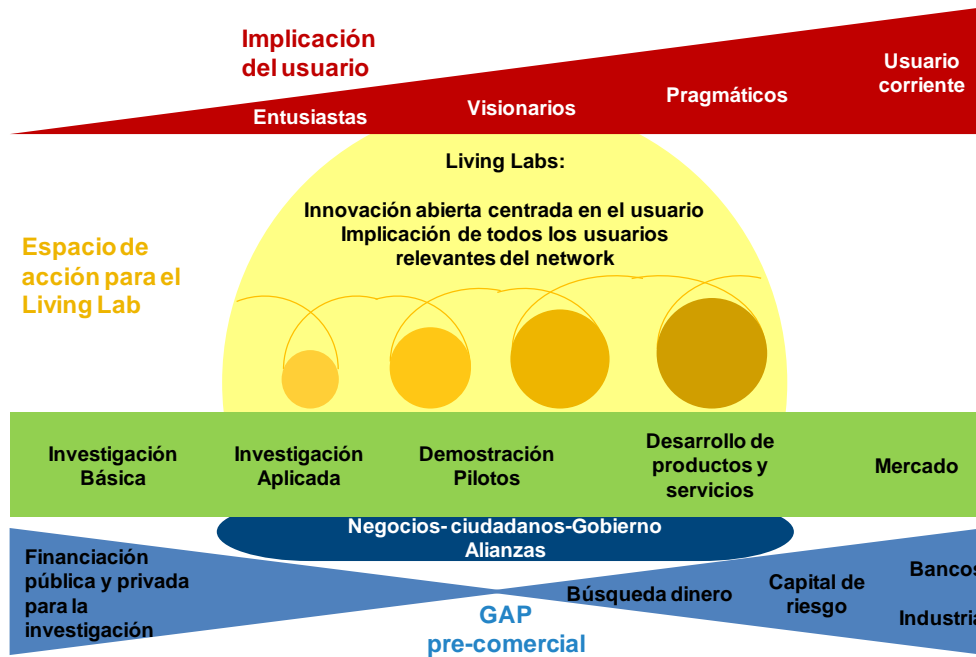 Implicación
del usuario
Entusiastas
Visionarios
Pragmáticos
Usuario
corriente
Living Labs:
Innovación abierta centrada en el usuario
Implicación de todos los usuarios
relevantes del network
Espacio de
acción para el
Living Lab
Investigación
Básica
Investigación
Aplicada
Demostración
Pilotos
Desarrollo de
productos y
servicios
Mercado
Negocios- ciudadanos-Gobierno
Alianzas
Financiación
pública y privada
para la
investigación
GAP
pre-comercial
Búsqueda dinero
Capital de
riesgo
Bancos
Industria